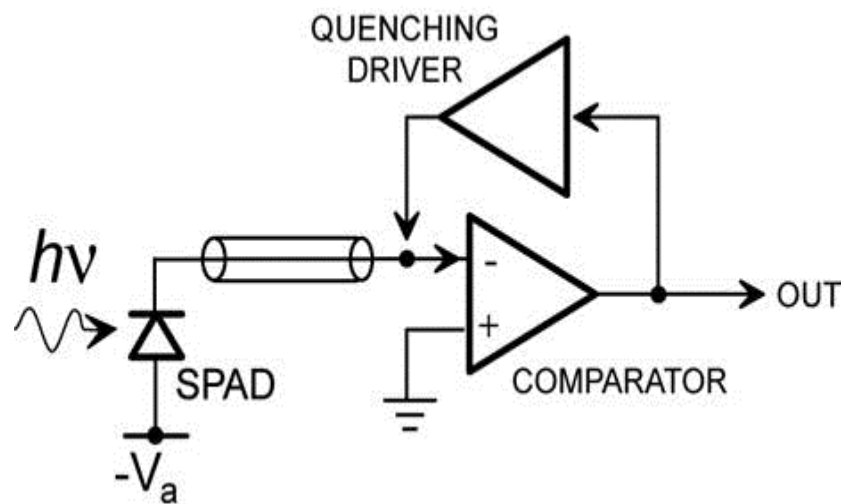 QUENCHING
DRIVER
hν
-
+
OUT
SPAD
COMPARATOR
-Va